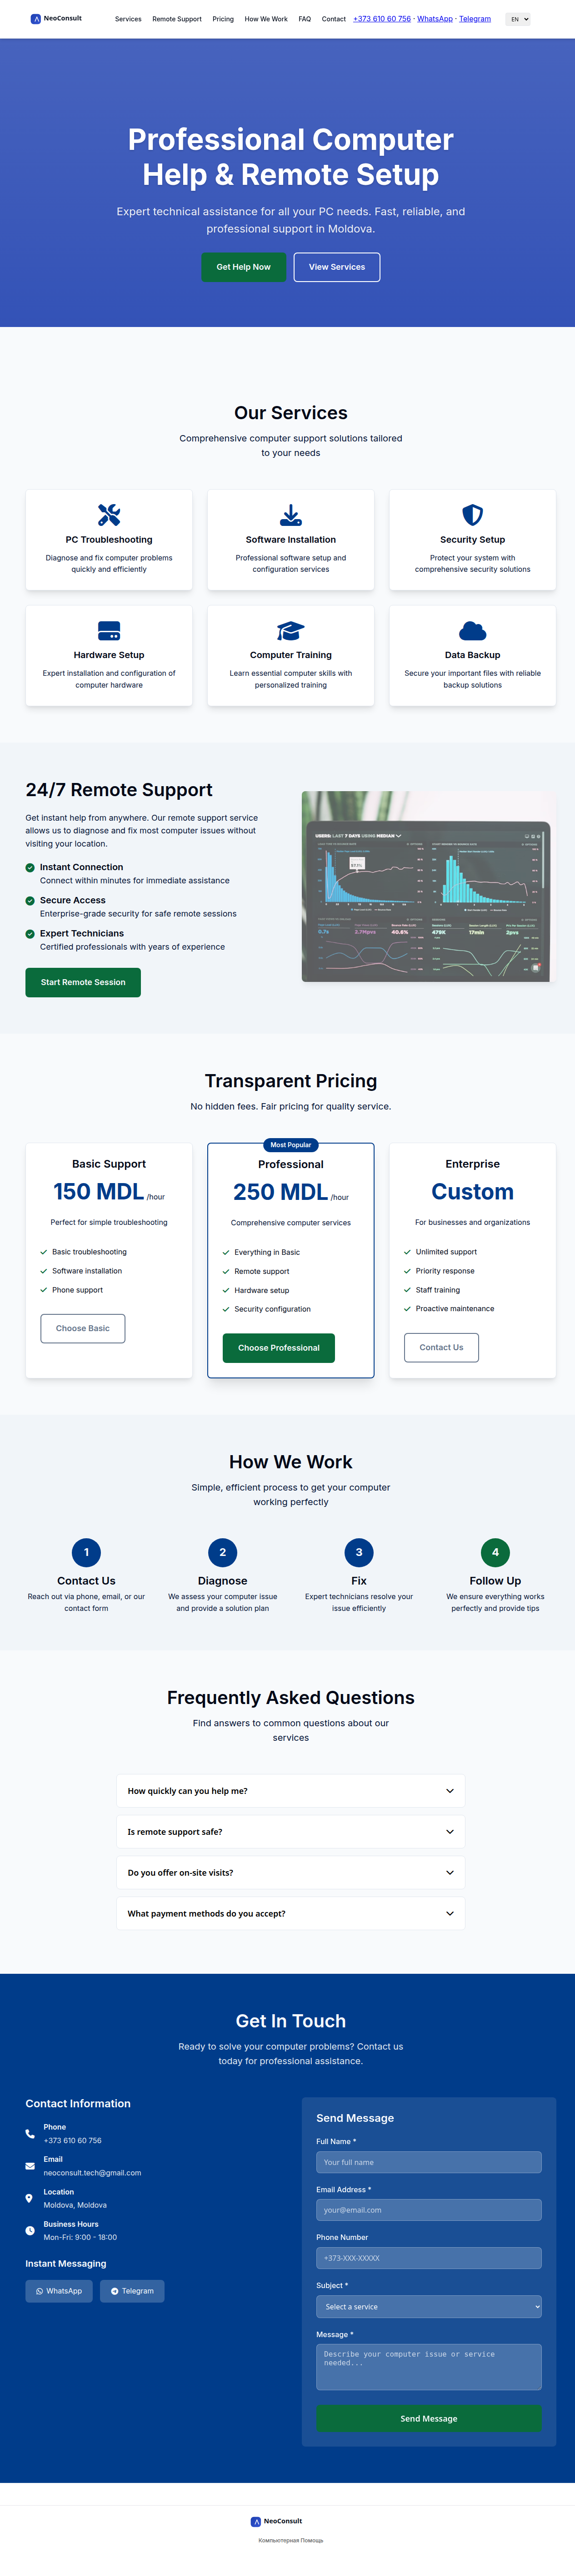 NeoConsult
Services Remote Support Pricing How We Work FAQ Contact +373 610 60 756 · WhatsApp · Telegram EN
Professional Computer
Help & Remote Setup
Expert technical assistance for all your PC needs. Fast, reliable, and
professional support in Moldova.
Get Help Now
View Services
Our Services
Comprehensive computer support solutions tailored
to your needs
PC Troubleshooting
Diagnose and fix computer problems
quickly and efficiently
Software Installation
Professional software setup and
configuration services
Security Setup
Protect your system with
comprehensive security solutions
Hardware Setup
Expert installation and configuration of
computer hardware
Computer Training
Learn essential computer skills with
personalized training
Data Backup
Secure your important files with reliable
backup solutions
24/7 Remote Support
Get instant help from anywhere. Our remote support service
allows us to diagnose and fix most computer issues without
visiting your location.
Instant Connection
Connect within minutes for immediate assistance
Secure Access
Enterprise-grade security for safe remote sessions
Expert Technicians
Certified professionals with years of experience
Start Remote Session
USERS: LAST 7 DAYS USING MEDIAN
57.1%
0.7s
2.7Mpvs
40.6%
479K
17min
2pvs
Transparent Pricing
No hidden fees. Fair pricing for quality service.
Basic Support
150 MDL /hour
Perfect for simple troubleshooting
Basic troubleshooting
Software installation
Phone support
Choose Basic
Most Popular
Professional
250 MDL /hour
Comprehensive computer services
Everything in Basic
Remote support
Hardware setup
Security configuration
Choose Professional
Enterprise
Custom
For businesses and organizations
Unlimited support
Priority response
Staff training
Proactive maintenance
Contact Us
How We Work
Simple, efficient process to get your computer
working perfectly
1
Contact Us
Reach out via phone, email, or our
contact form
2
Diagnose
We assess your computer issue
and provide a solution plan
3
Fix
Expert technicians resolve your
issue efficiently
4
Follow Up
We ensure everything works
perfectly and provide tips
Frequently Asked Questions
Find answers to common questions about our
services
How quickly can you help me?
Is remote support safe?
Do you offer on-site visits?
What payment methods do you accept?
Get In Touch
Ready to solve your computer problems? Contact us
today for professional assistance.
Contact Information
Phone
+373 610 60 756
Email
neoconsult.tech@gmail.com
Location
Moldova, Moldova
Business Hours
Mon-Fri: 9:00 - 18:00
Instant Messaging
WhatsApp
Telegram
Send Message
Full Name *
Your full name
Email Address *
your@email.com
Phone Number
+373-XXX-XXXXX
Subject *
Select a service
Message *
Describe your computer issue or service
needed...
Send Message
NeoConsult
Компьютерная Помощь